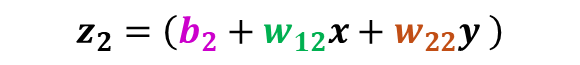 z₂ = (b₂ + w₁₂x + w₂₂y )